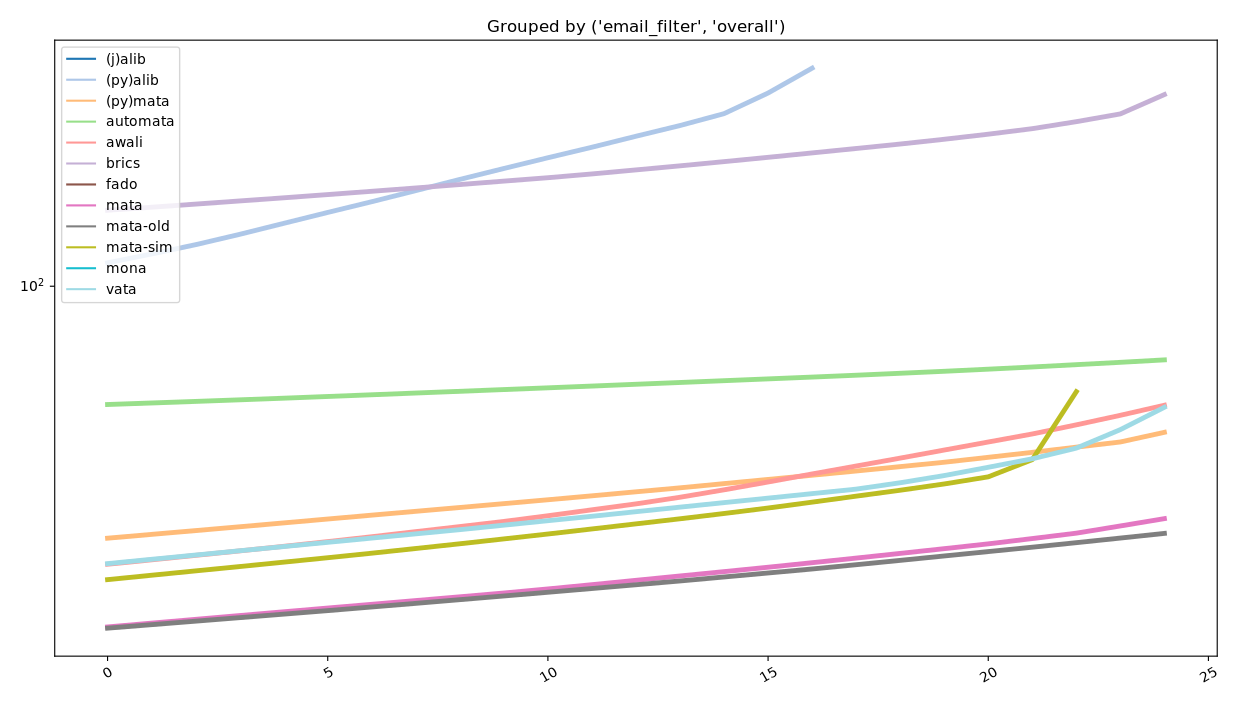 Grouped by ('email_filter', 'overall')
(j)alib
(py)alib
(py)mata
automata
awali
brics
fado
mata
mata-old
mata-sim
mona
vata
10²
0
5
10
15
20
25